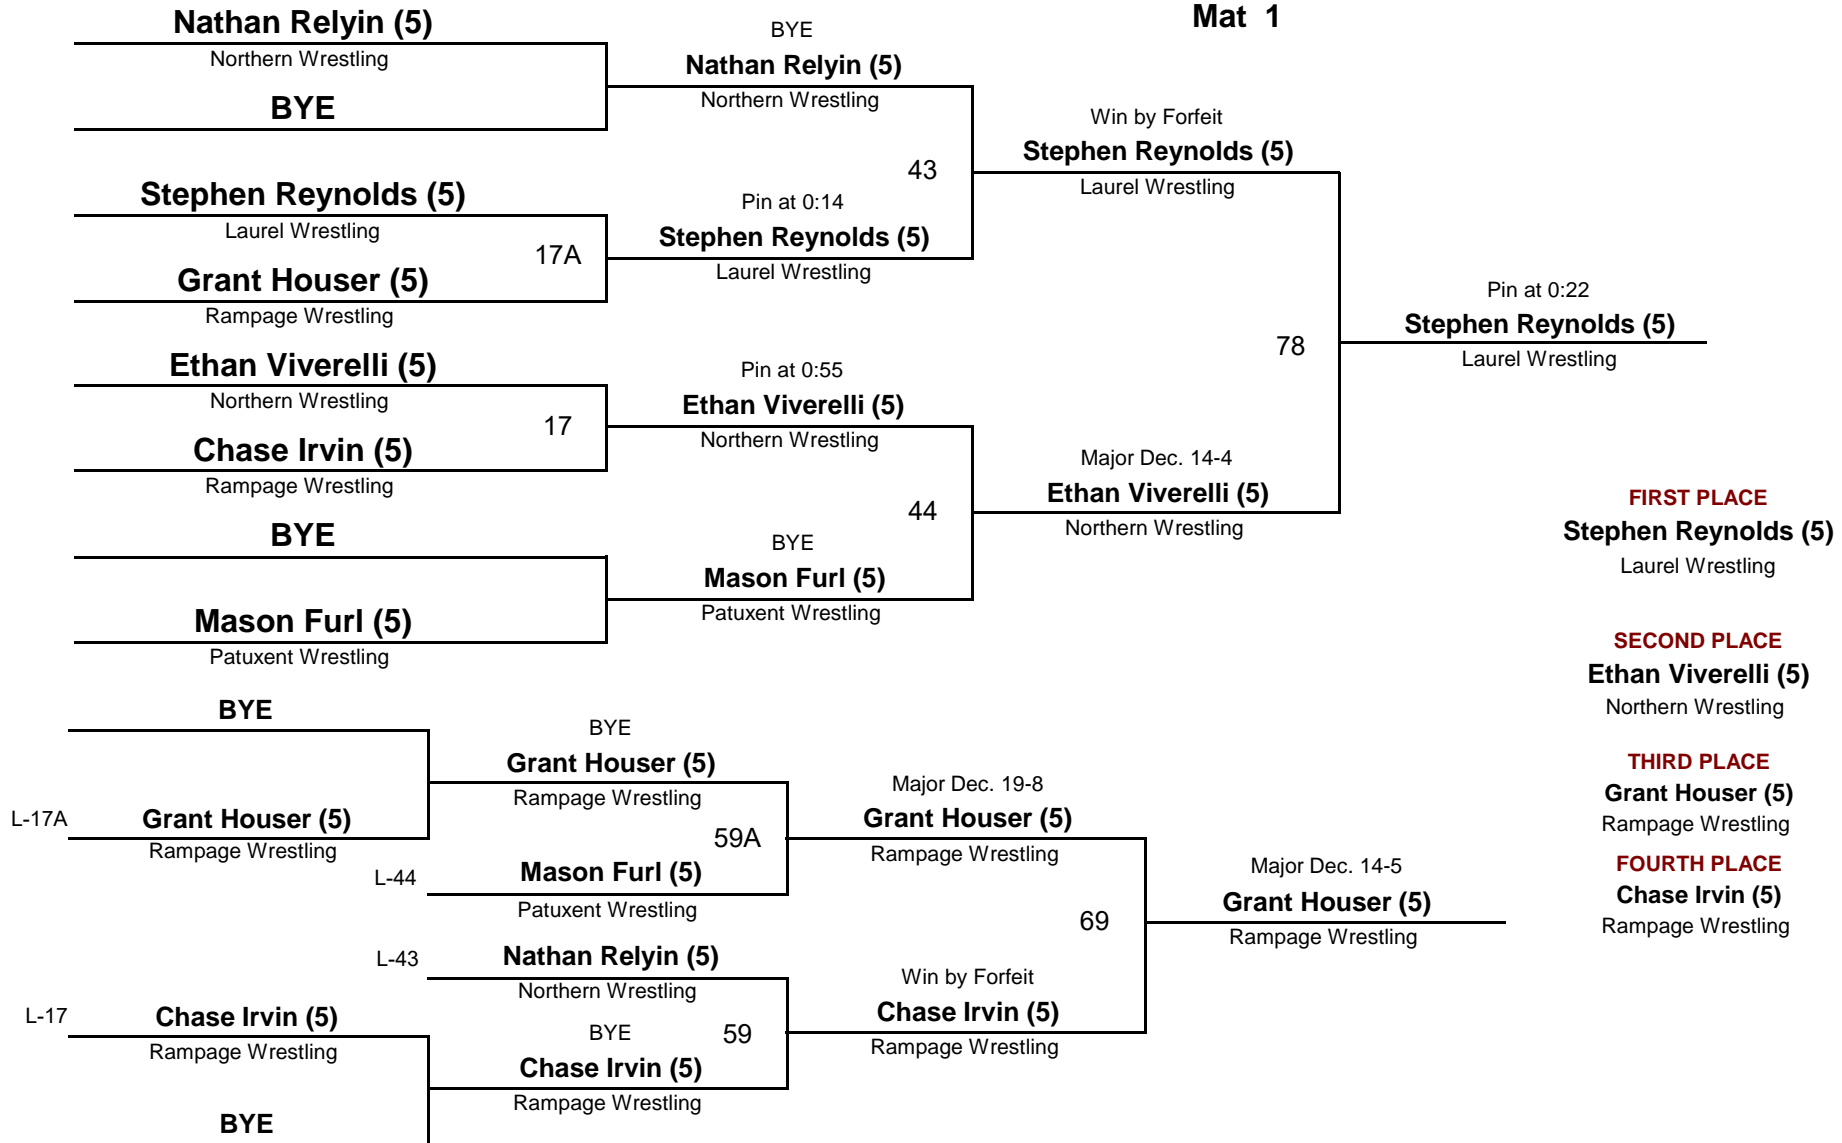 Mat 1
Nathan Relyin (5)
Northern Wrestling
BYE
Stephen Reynolds (5)
Laurel Wrestling
17A
Grant Houser (5)
Rampage Wrestling
Ethan Viverelli (5)
Northern Wrestling
17
Chase Irvin (5)
Rampage Wrestling
BYE
Mason Furl (5)
Patuxent Wrestling
BYE
Nathan Relyin (5)
Northern Wrestling
43
Pin at 0:14
Stephen Reynolds (5)
Laurel Wrestling
Pin at 0:55
Ethan Viverelli (5)
Northern Wrestling
44
BYE
Mason Furl (5)
Patuxent Wrestling
Win by Forfeit
Stephen Reynolds (5)
Laurel Wrestling
78
Major Dec. 14-4
Ethan Viverelli (5)
Northern Wrestling
Pin at 0:22
Stephen Reynolds (5)
Laurel Wrestling
FIRST PLACE
Stephen Reynolds (5)
Laurel Wrestling
SECOND PLACE
Ethan Viverelli (5)
Northern Wrestling
THIRD PLACE
Grant Houser (5)
Rampage Wrestling
FOURTH PLACE
Chase Irvin (5)
Rampage Wrestling
BYE
L-17A
Grant Houser (5)
Rampage Wrestling
L-17
Chase Irvin (5)
Rampage Wrestling
BYE
BYE
Grant Houser (5)
Rampage Wrestling
59A
L-44
Mason Furl (5)
Patuxent Wrestling
L-43
Nathan Relyin (5)
Northern Wrestling
59
BYE
Chase Irvin (5)
Rampage Wrestling
Major Dec. 19-8
Grant Houser (5)
Rampage Wrestling
69
Win by Forfeit
Chase Irvin (5)
Rampage Wrestling
Major Dec. 14-5
Grant Houser (5)
Rampage Wrestling